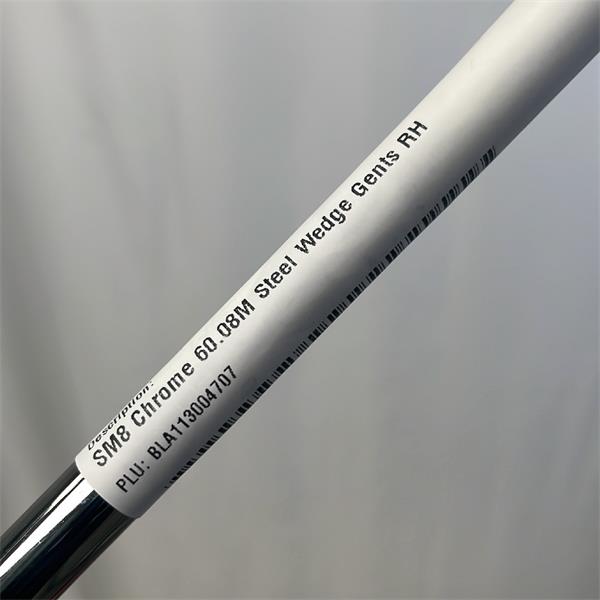 Description:
SM8 Chrome 60.08M Steel Wedge Gents RH
PLU: BLA113004707